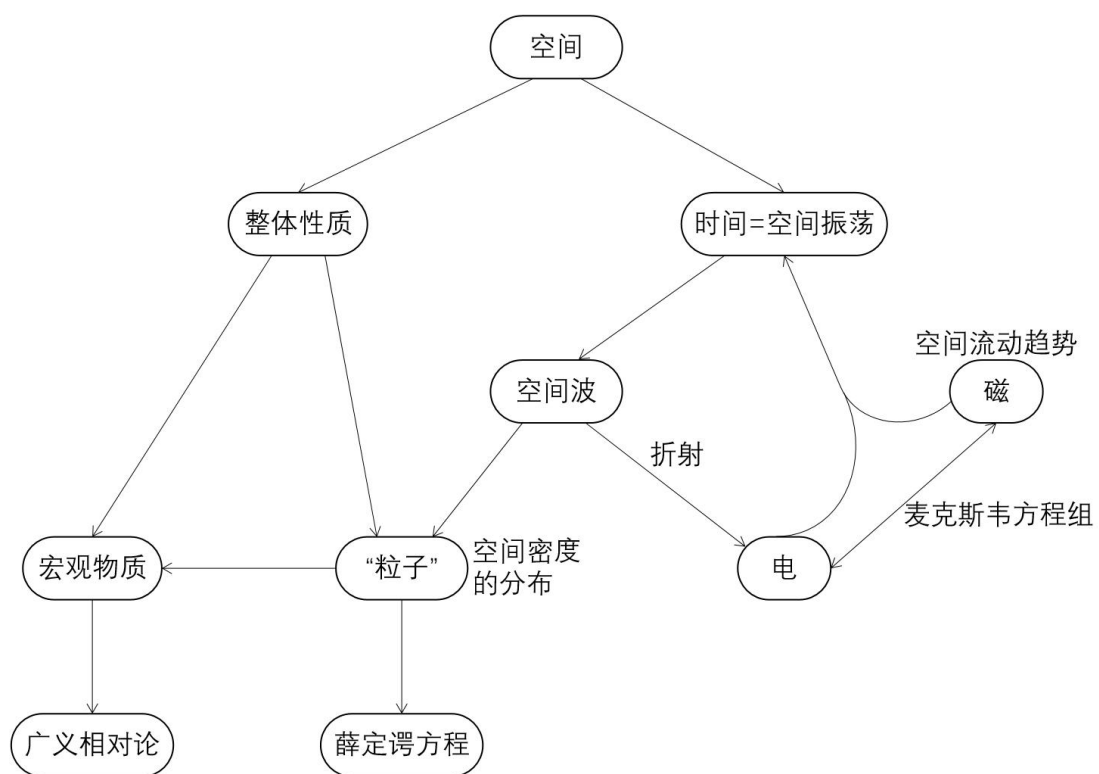 空间
整体性质
时间=空间振荡
空间流动趋势
空间波
磁
折射
麦克斯韦方程组
宏观物质
“粒子”
空间密度
的分布
电
广义相对论
薛定谔方程